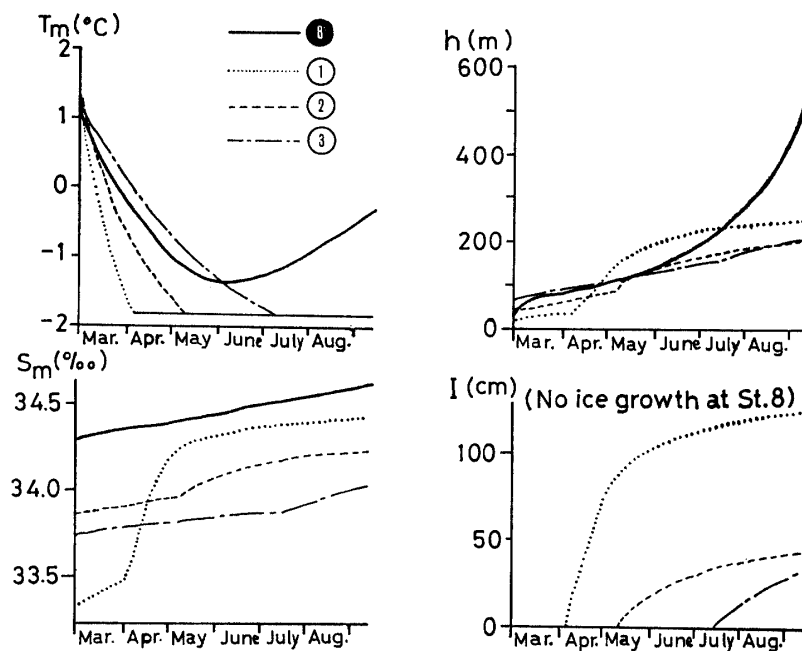 Tm (°C)
2
1
0
-1
-2
Mar. Apr. May June July Aug.
8
1
2
3
h (m)
600
400
200
0
Mar. Apr. May June July Aug.
Sm (‰)
34.5
34.0
33.5
Mar. Apr. May June July Aug.
I (cm) (No ice growth at St.8)
100
50
0
Mar. Apr. May June July Aug.